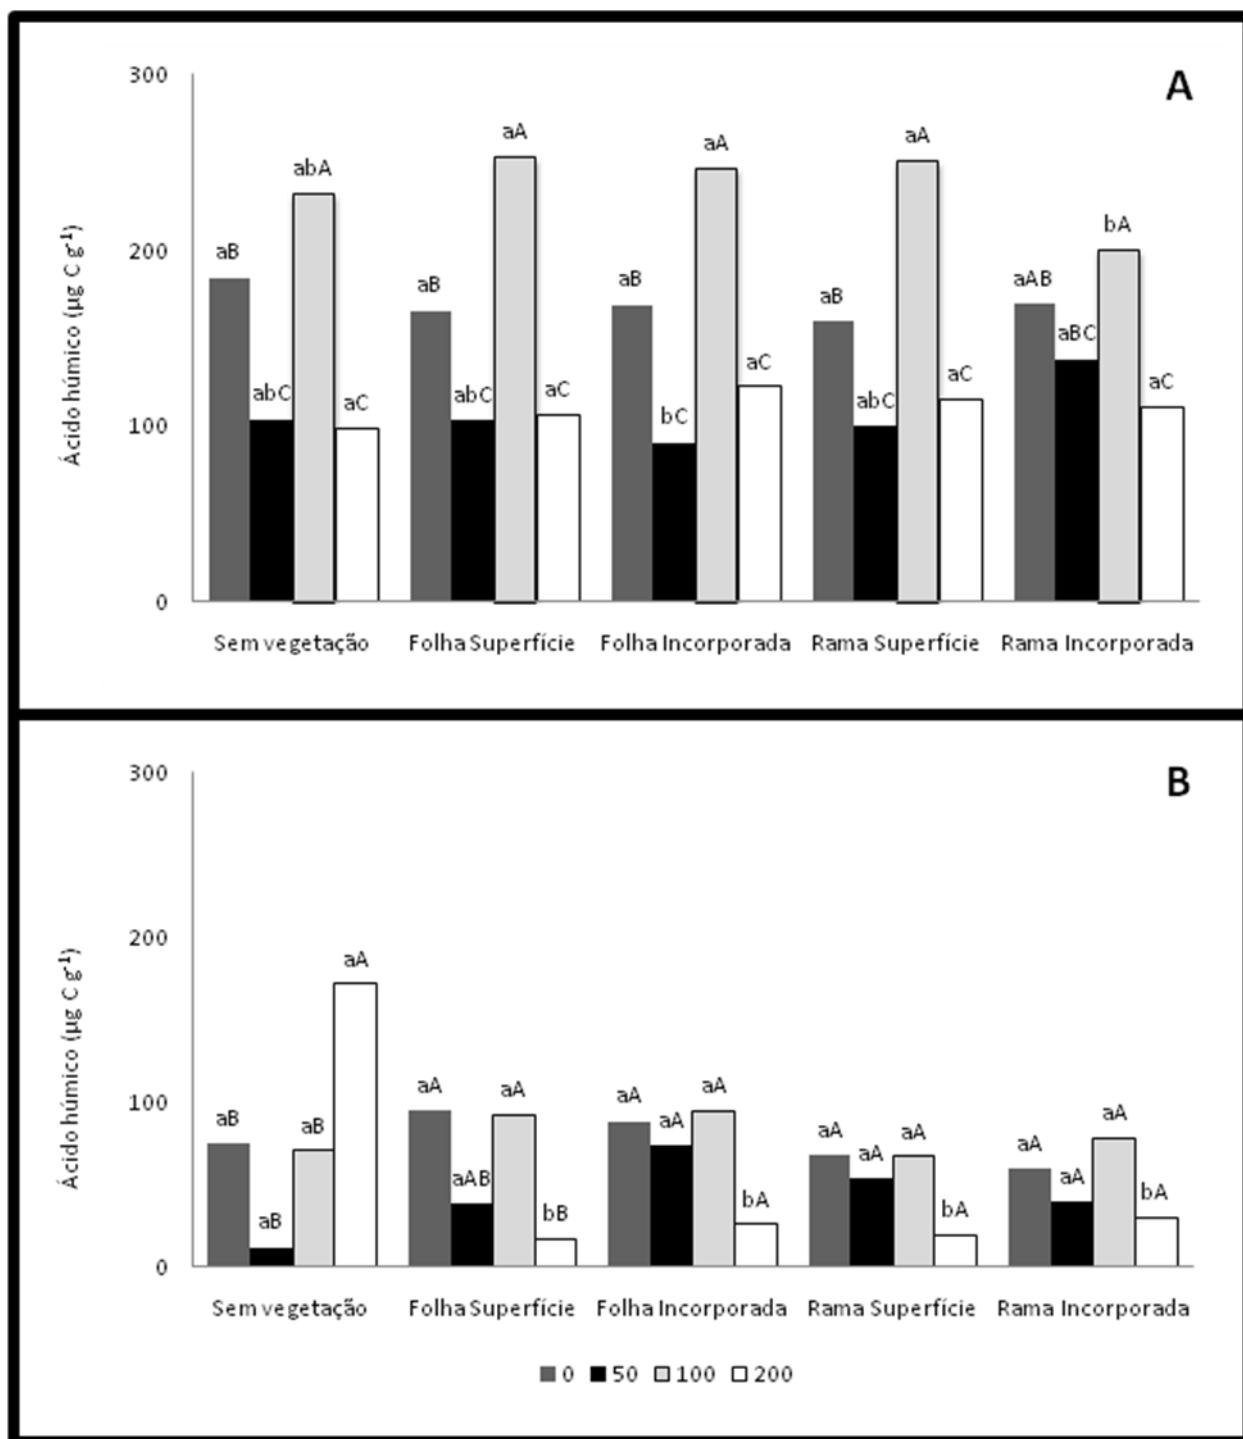 A
300
200
100
0
Ácido húmico (µg C g-1)
aB abC abA aC
aB abC aA aC
aB bC aA aC
aB abC aA aC
aAB aBC bA aC
Sem vegetação Folha Superfície Folha Incorporada Rama Superfície Rama Incorporada
B
300
200
100
0
Ácido húmico (µg C g-1)
aB aB aB aA
aA aAB aA bB
aA aA aA bA
aA aA aA bA
aA aA aA bA
Sem vegetação Folha Superfície Folha Incorporada Rama Superfície Rama Incorporada
0 50 100 200